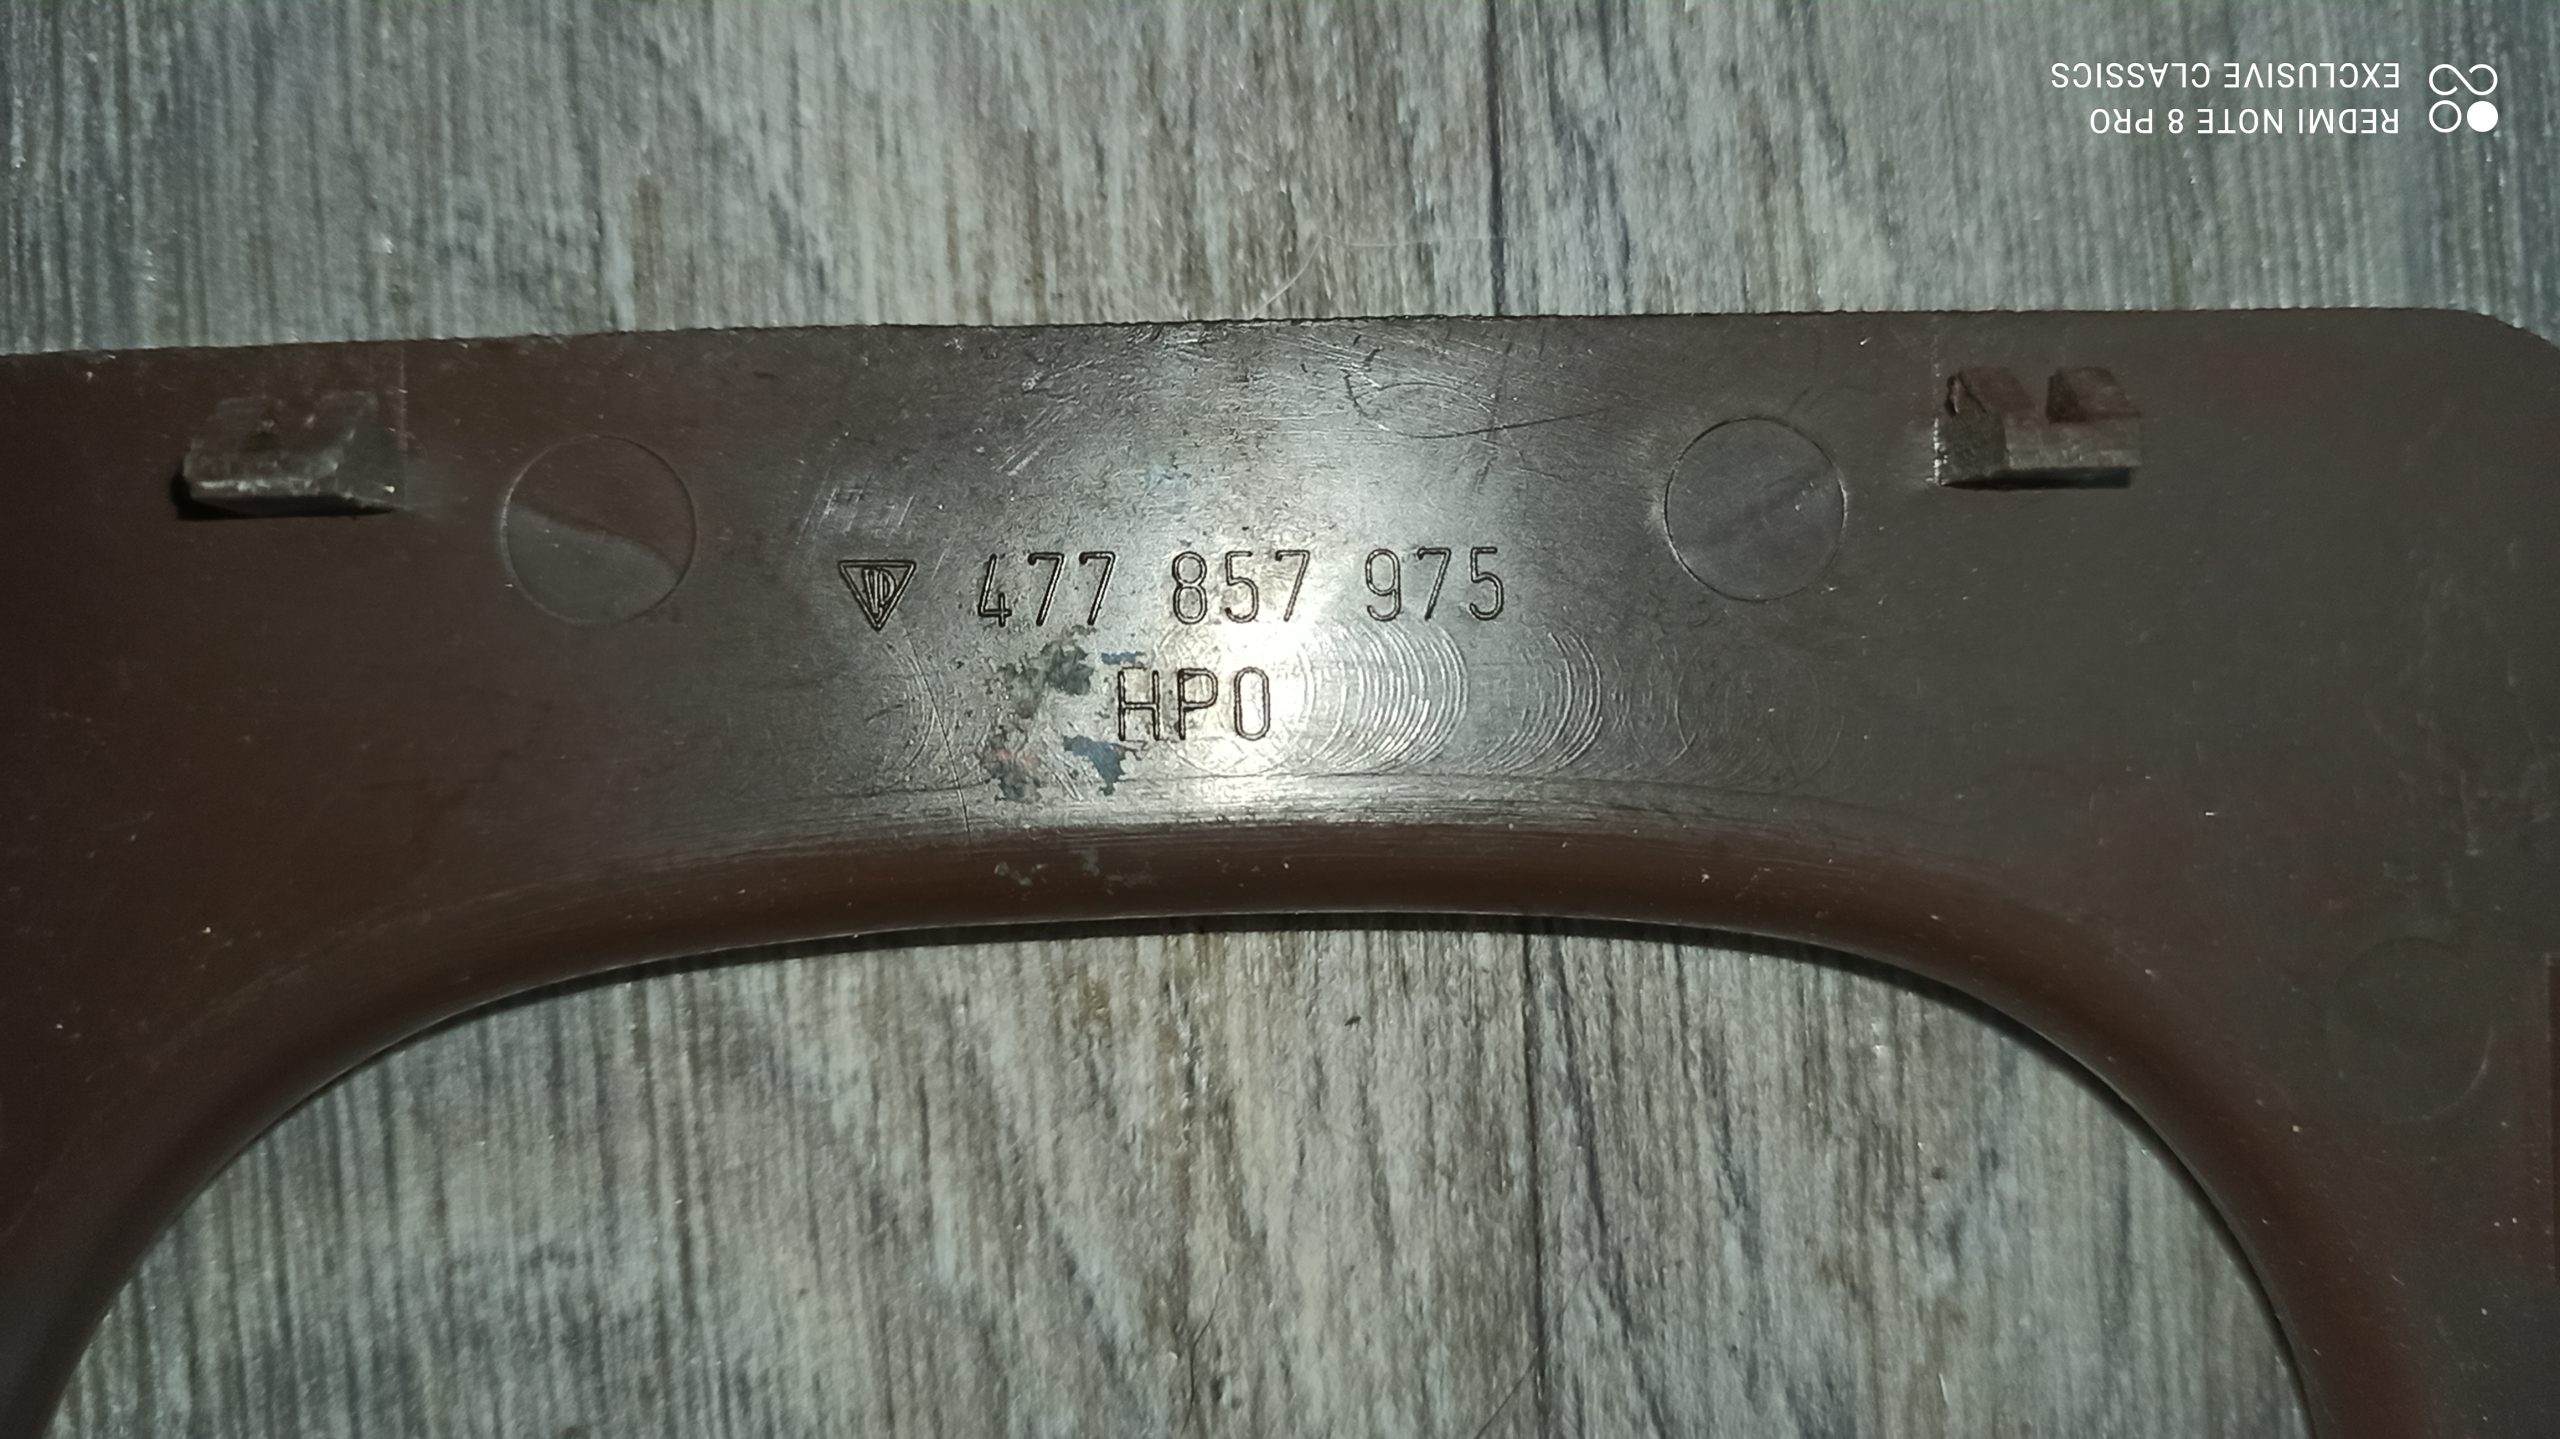 477 857 975
HPO
REDMI NOTE 8 PRO
EXCLUSIVE CLASSICS